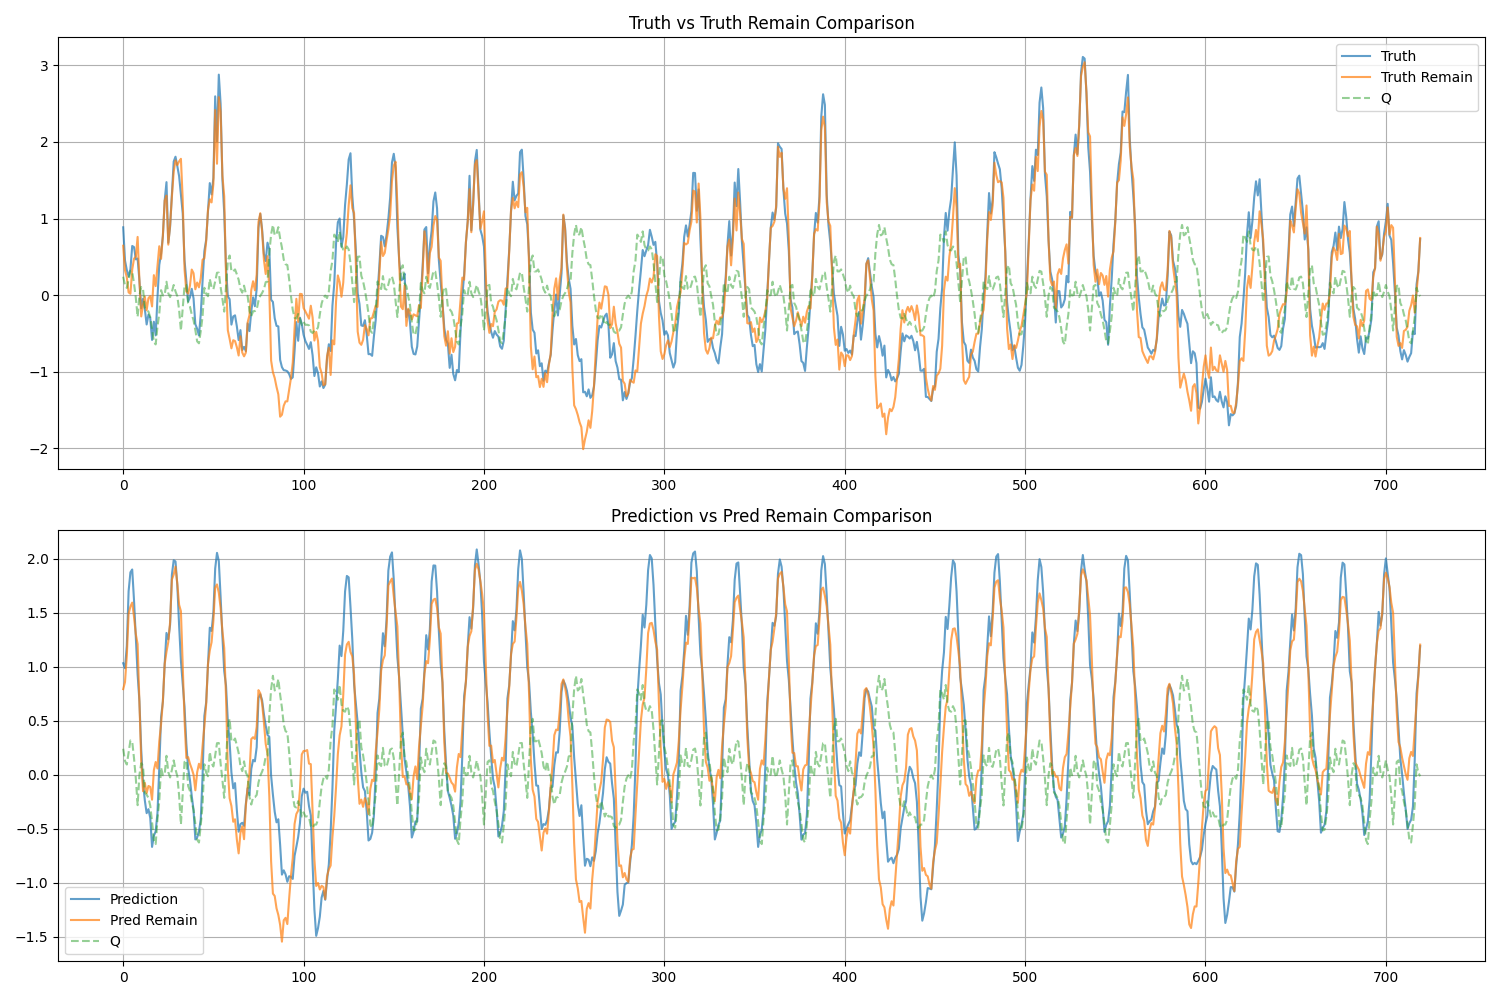 Truth vs Truth Remain Comparison
3
2
1
0
−1
−2
Truth
Truth Remain
Q
0 100 200 300 400 500 600 700
Prediction vs Pred Remain Comparison
2.0
1.5
1.0
0.5
0.0
−0.5
−1.0
−1.5
Prediction
Pred Remain
Q
0 100 200 300 400 500 600 700